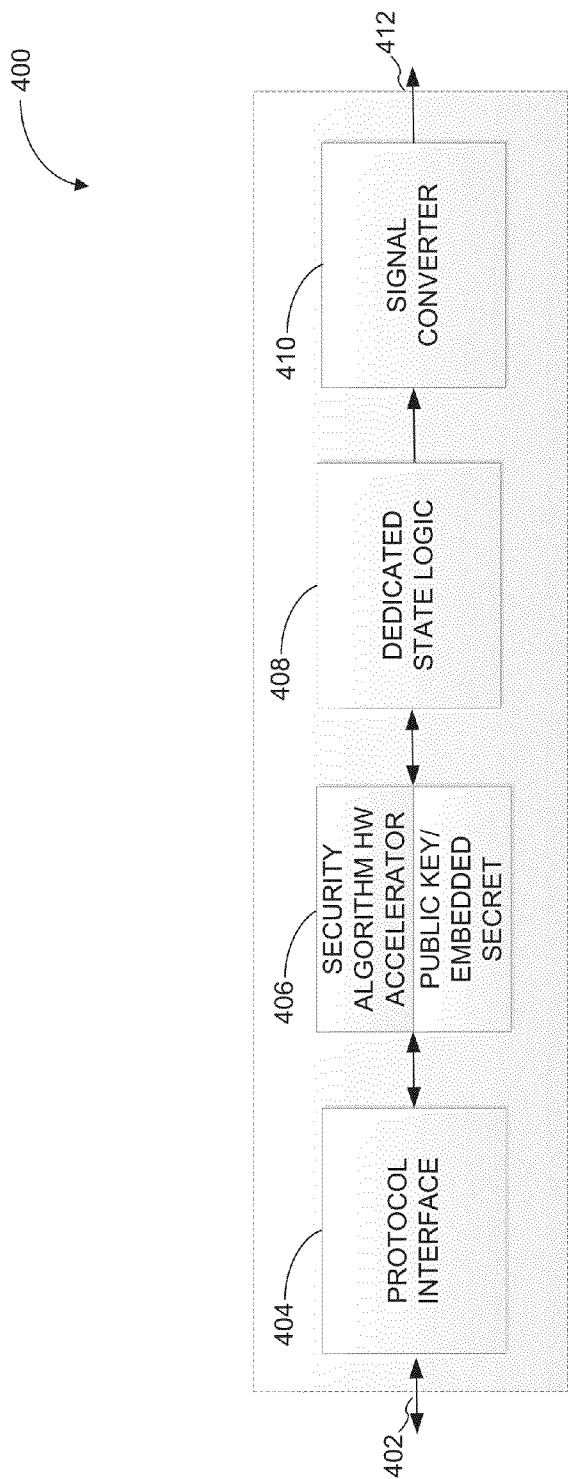 400
402
404
PROTOCOL
INTERFACE
406
SECURITY
ALGORITHM HW
ACCELERATOR
PUBLIC KEY/
EMBEDDED
SECRET
408
DEDICATED
STATE LOGIC
410
SIGNAL
CONVERTER
412